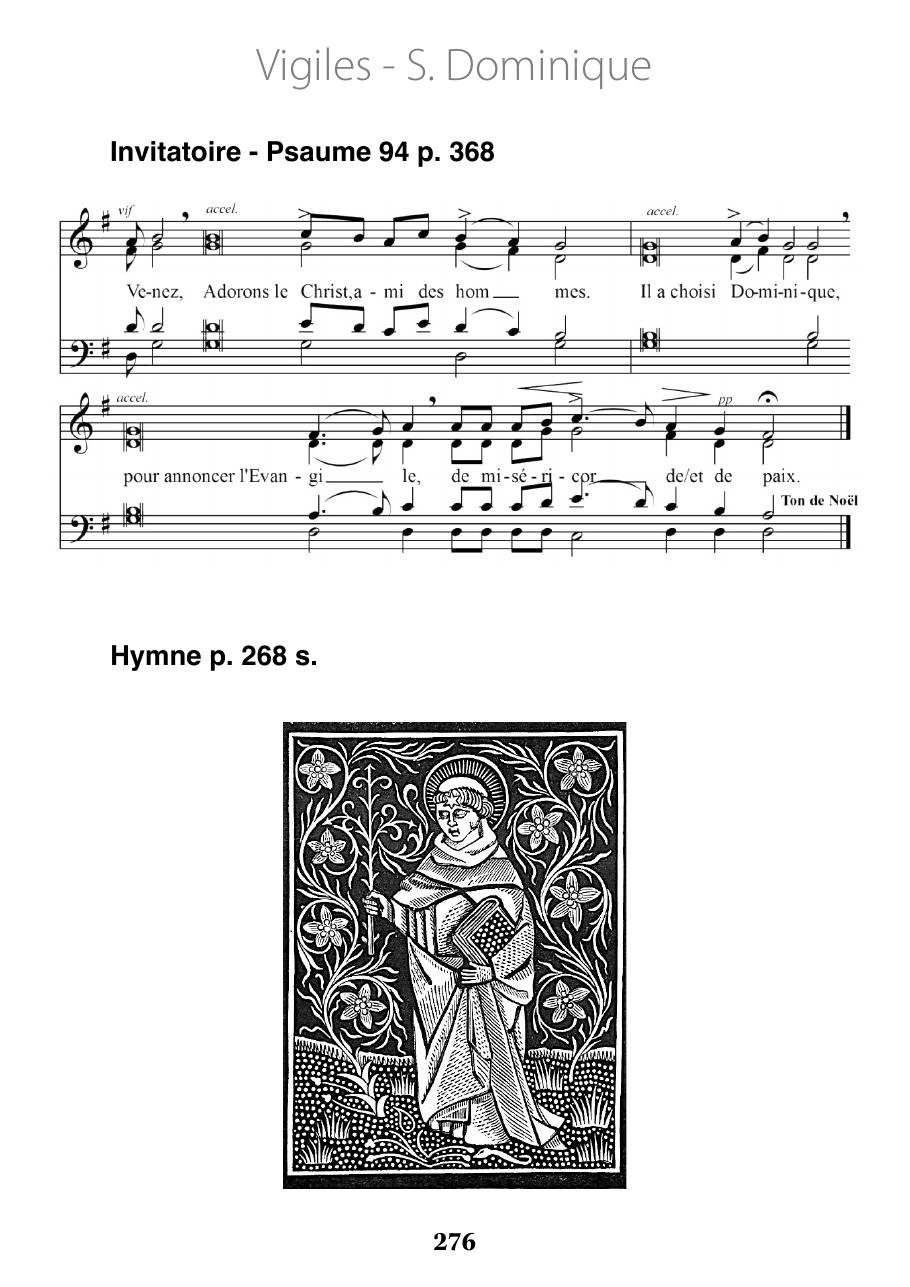 Vigiles - S. Dominique
Invitatoire - Psaume 94 p. 368
vif accel. accel.
Ve-nez, Adorons le Christ,a - mi des hom mes. Il a choisi Do-mi-ni-que,
accel. pp
pour annoncer l'Evan - gi le, de mi-sé-ri-cor de/et de paix.
Ton de Noël
Hymne p. 268 s.
276